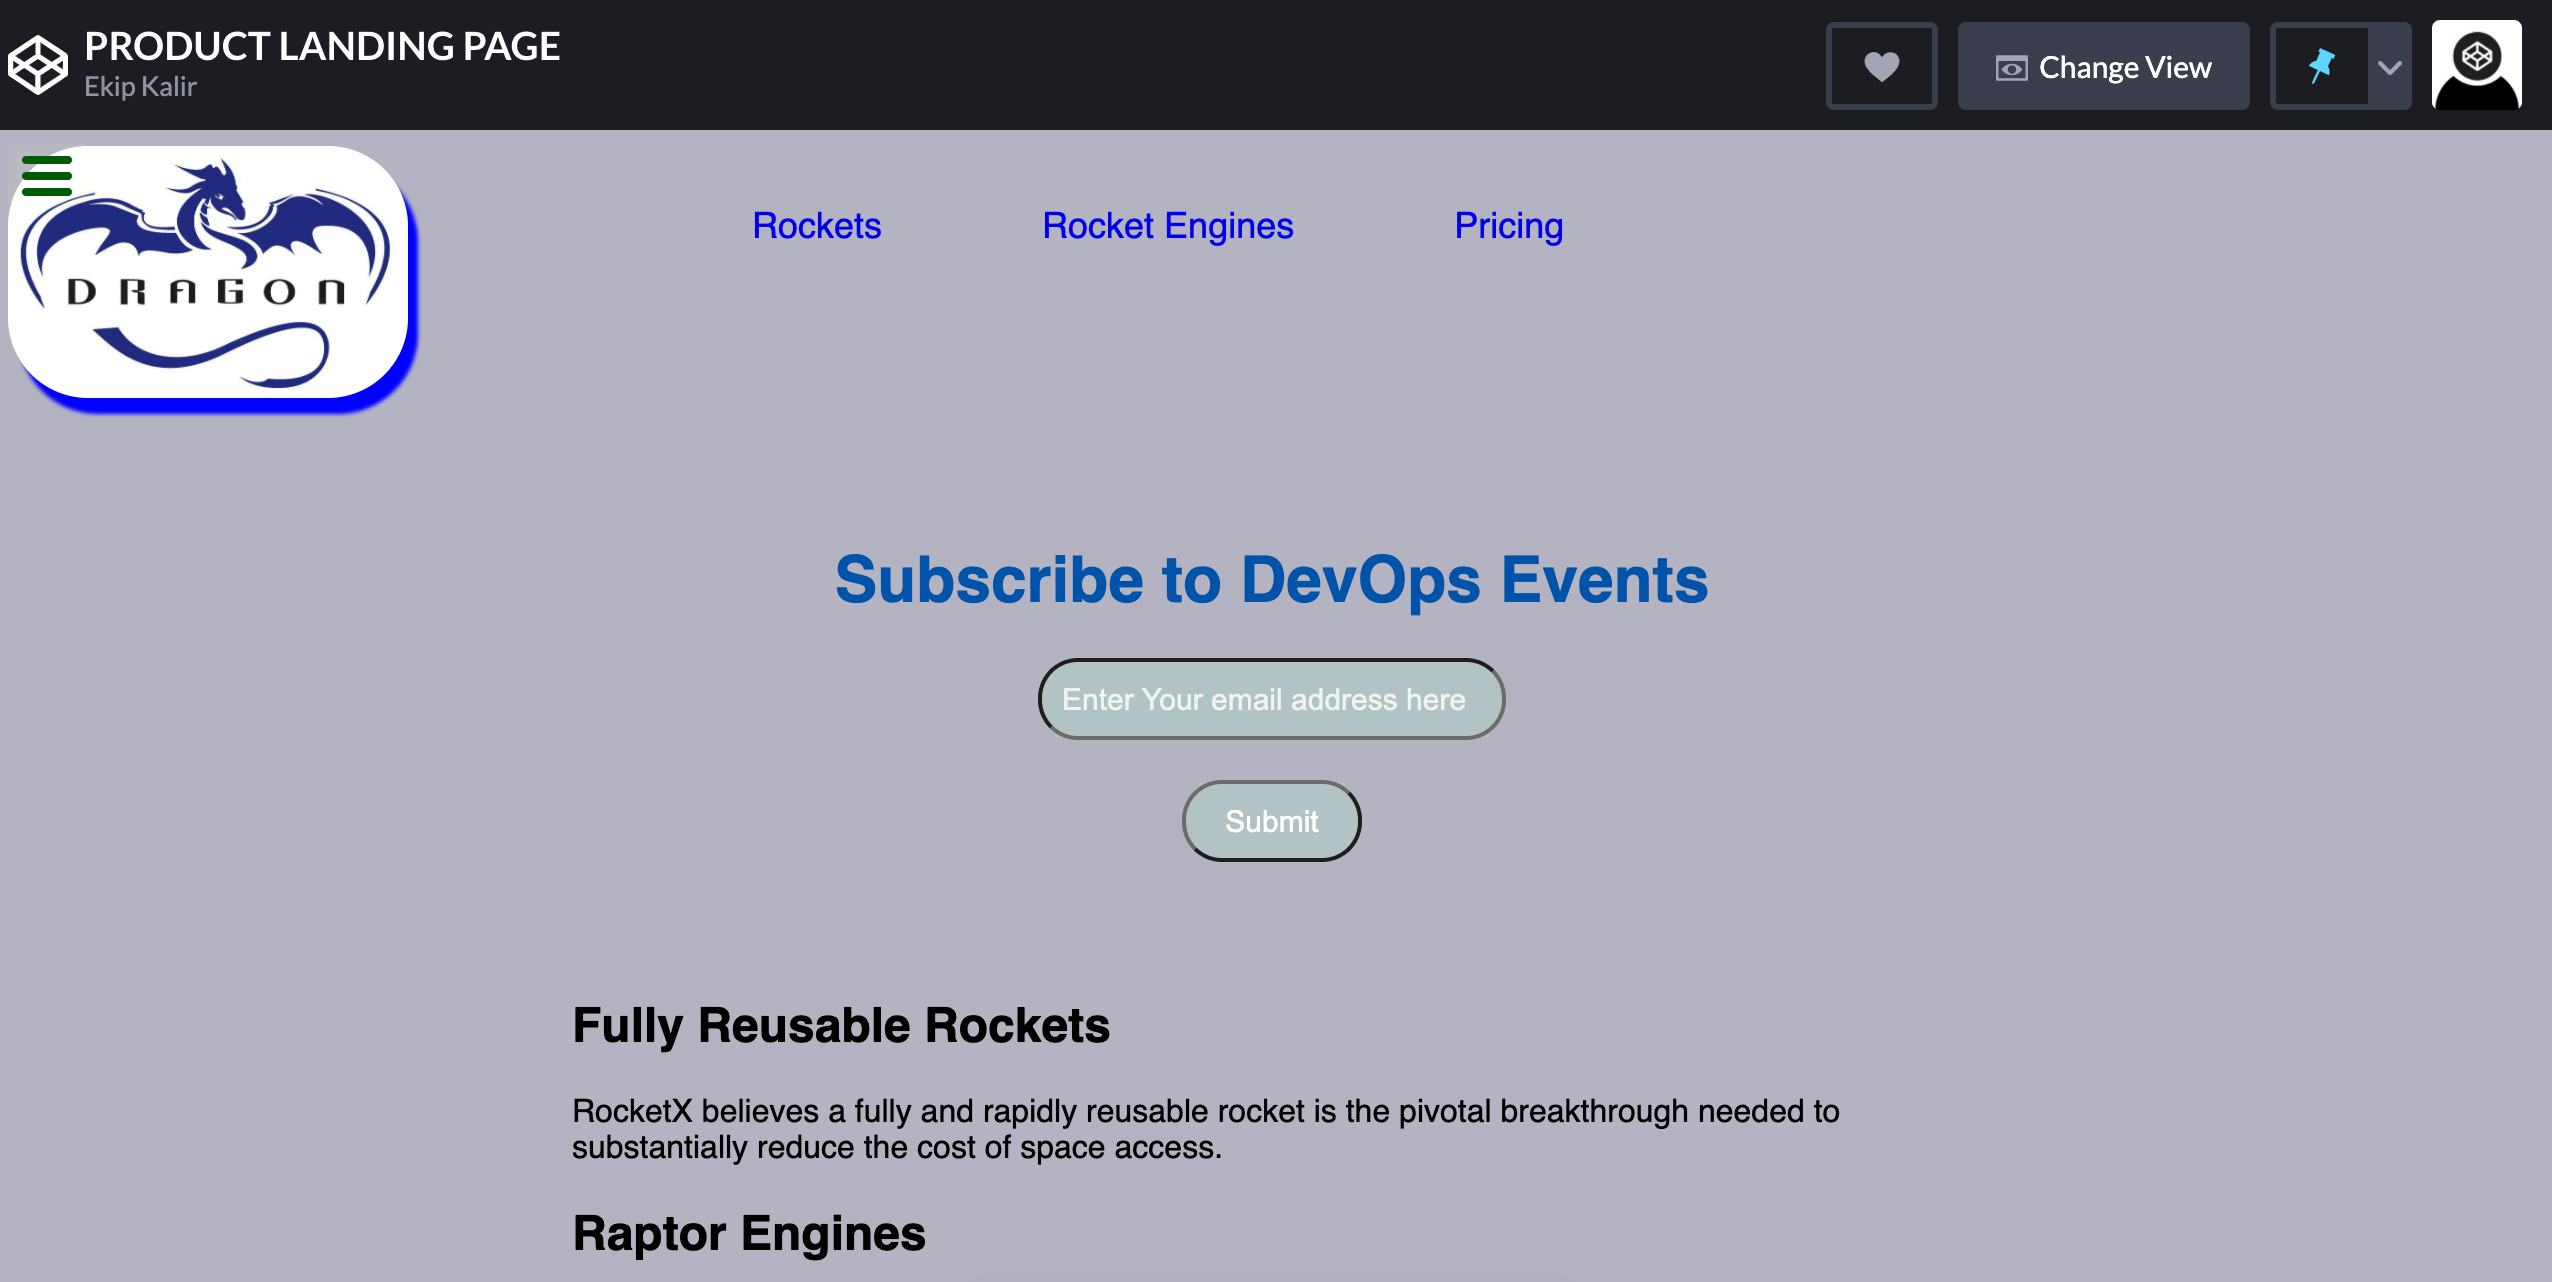 PRODUCT LANDING PAGE
Ekip Kalir
Change View
DRAGON
Rockets
Rocket Engines
Pricing
Subscribe to DevOps Events
Enter Your email address here
Submit
Fully Reusable Rockets
RocketX believes a fully and rapidly reusable rocket is the pivotal breakthrough needed to
substantially reduce the cost of space access.
Raptor Engines